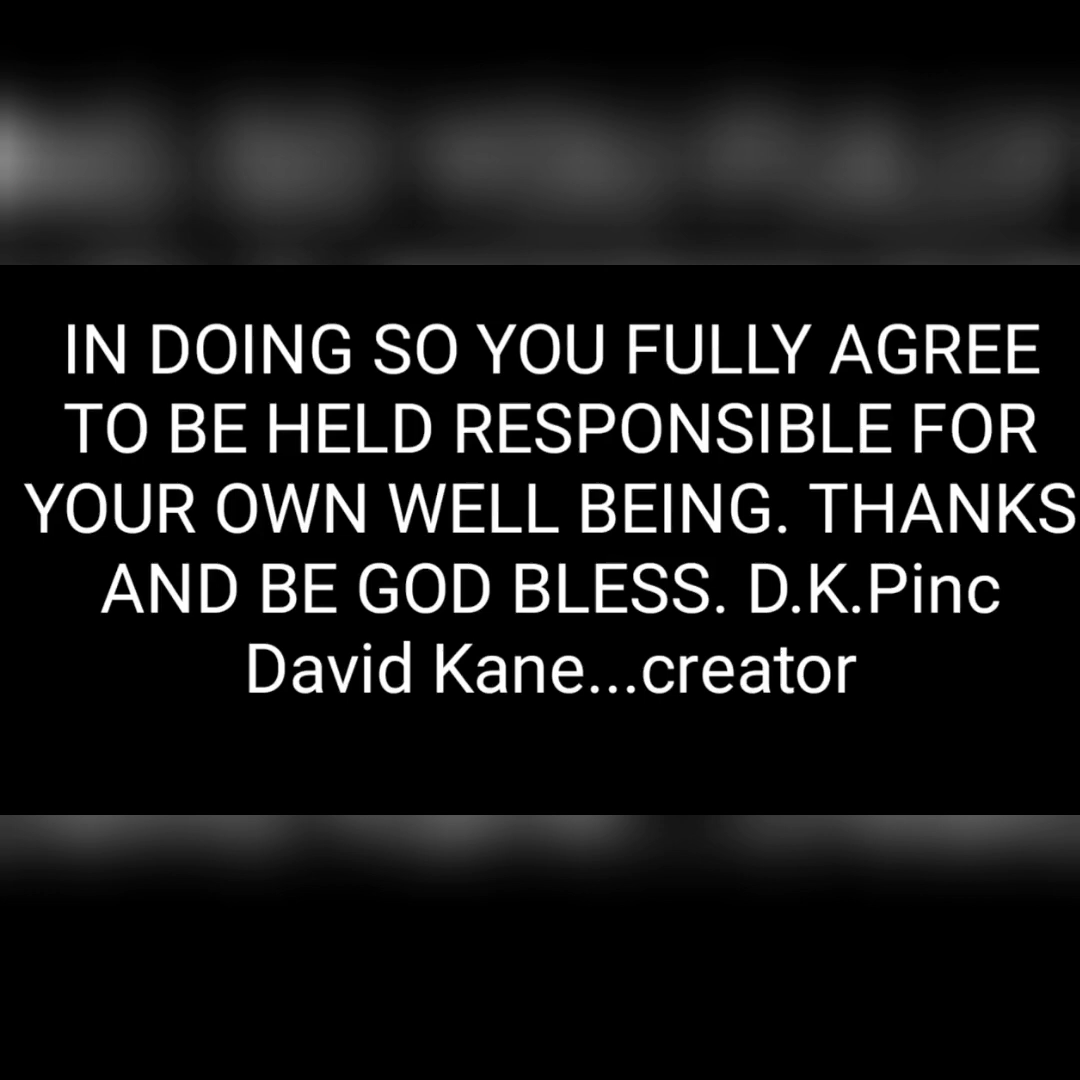 IN DOING SO YOU FULLY AGREE
TO BE HELD RESPONSIBLE FOR
YOUR OWN WELL BEING. THANKS
AND BE GOD BLESS. D.K.Pinc
David Kane...creator